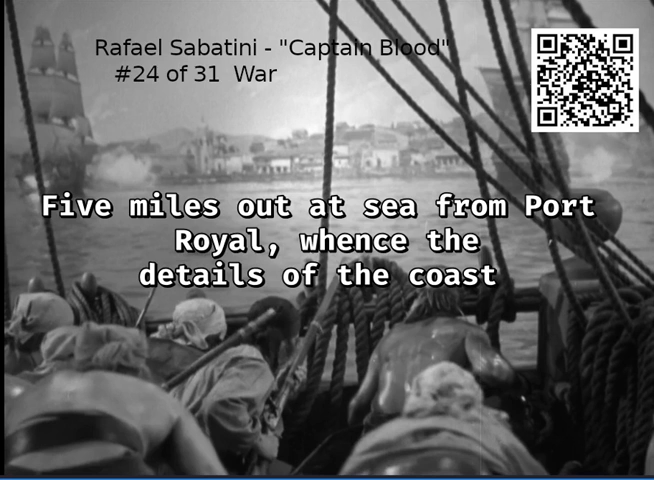 Rafael Sabatini - "Captain Blood"
#24 of 31  War
Five miles out at sea from Port
Royal, whence the
details of the coast